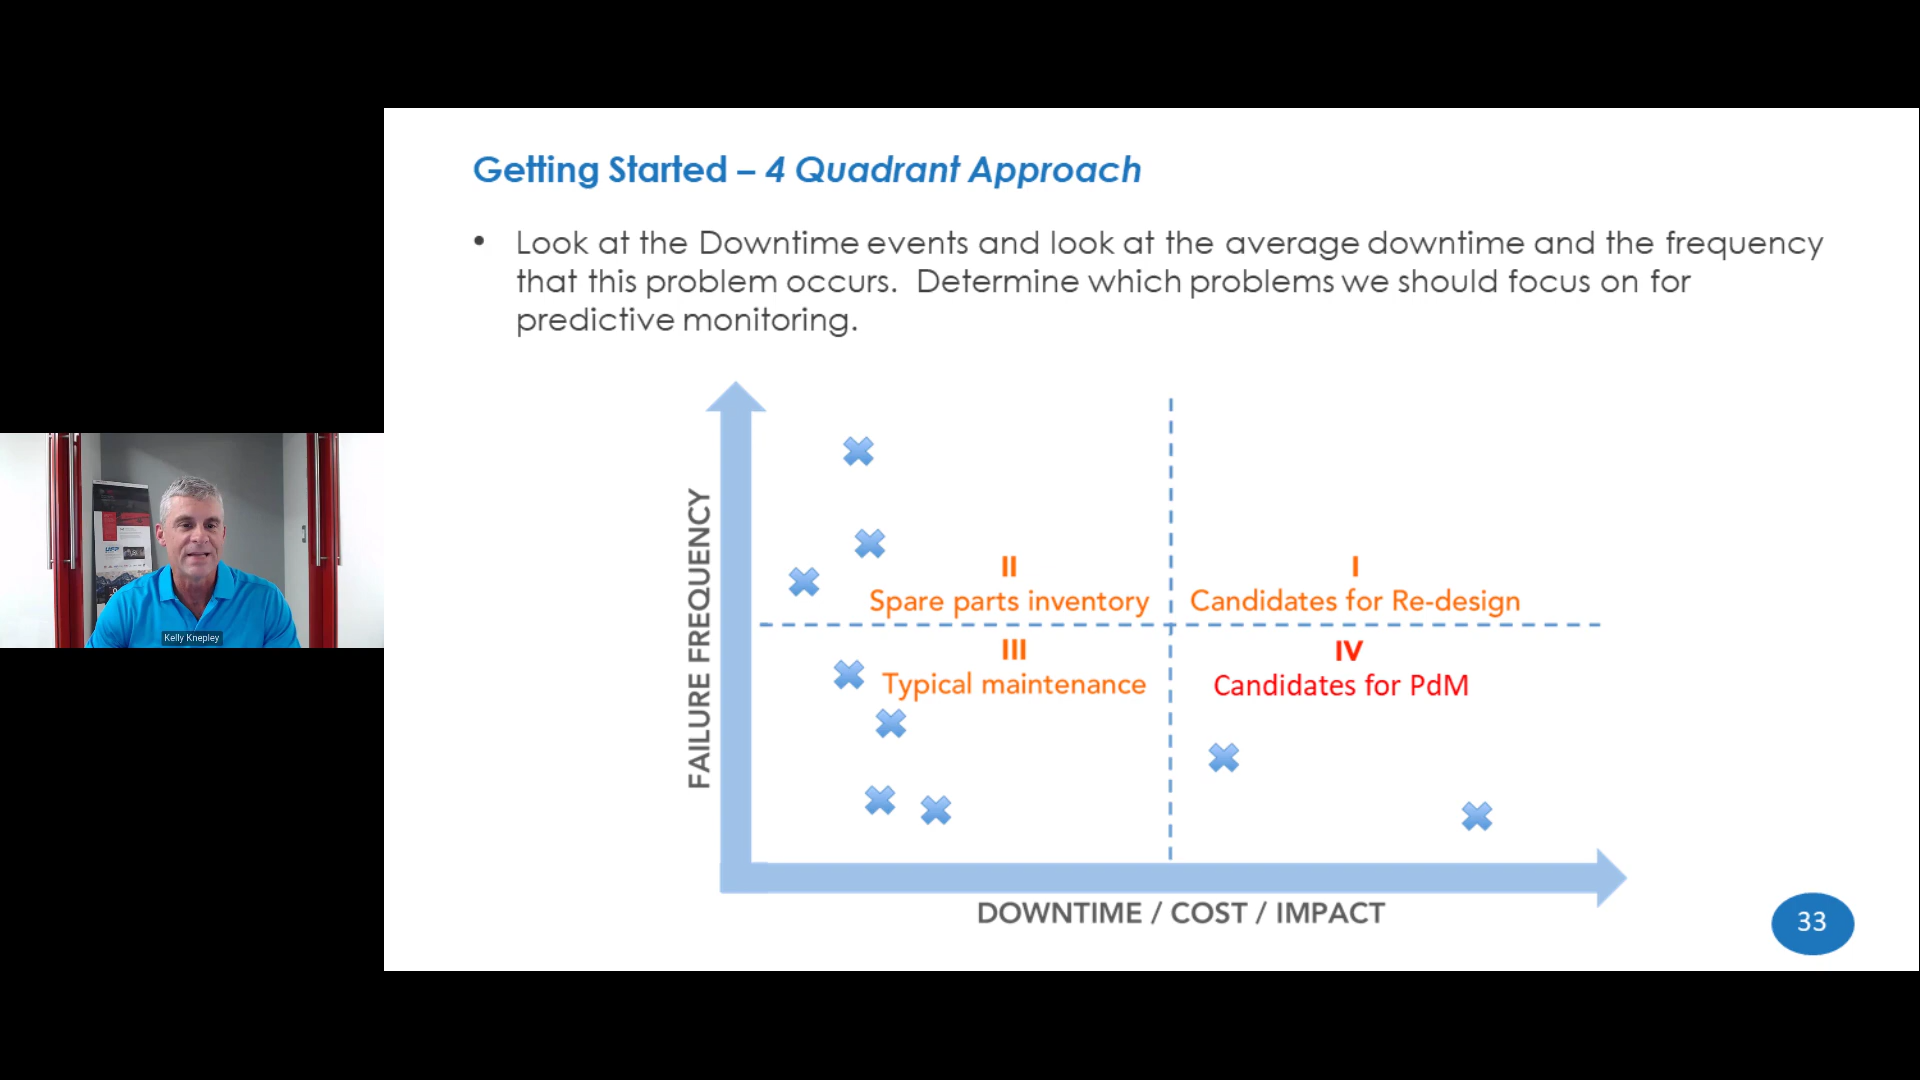 Getting Started – 4 Quadrant Approach
• Look at the Downtime events and look at the average downtime and the frequency
that this problem occurs.  Determine which problems we should focus on for
predictive monitoring.
FAILURE FREQUENCY
II
Spare parts inventory
I
Candidates for Re-design
III
Typical maintenance
IV
Candidates for PdM
DOWNTIME / COST / IMPACT
33
Kelly Knepley